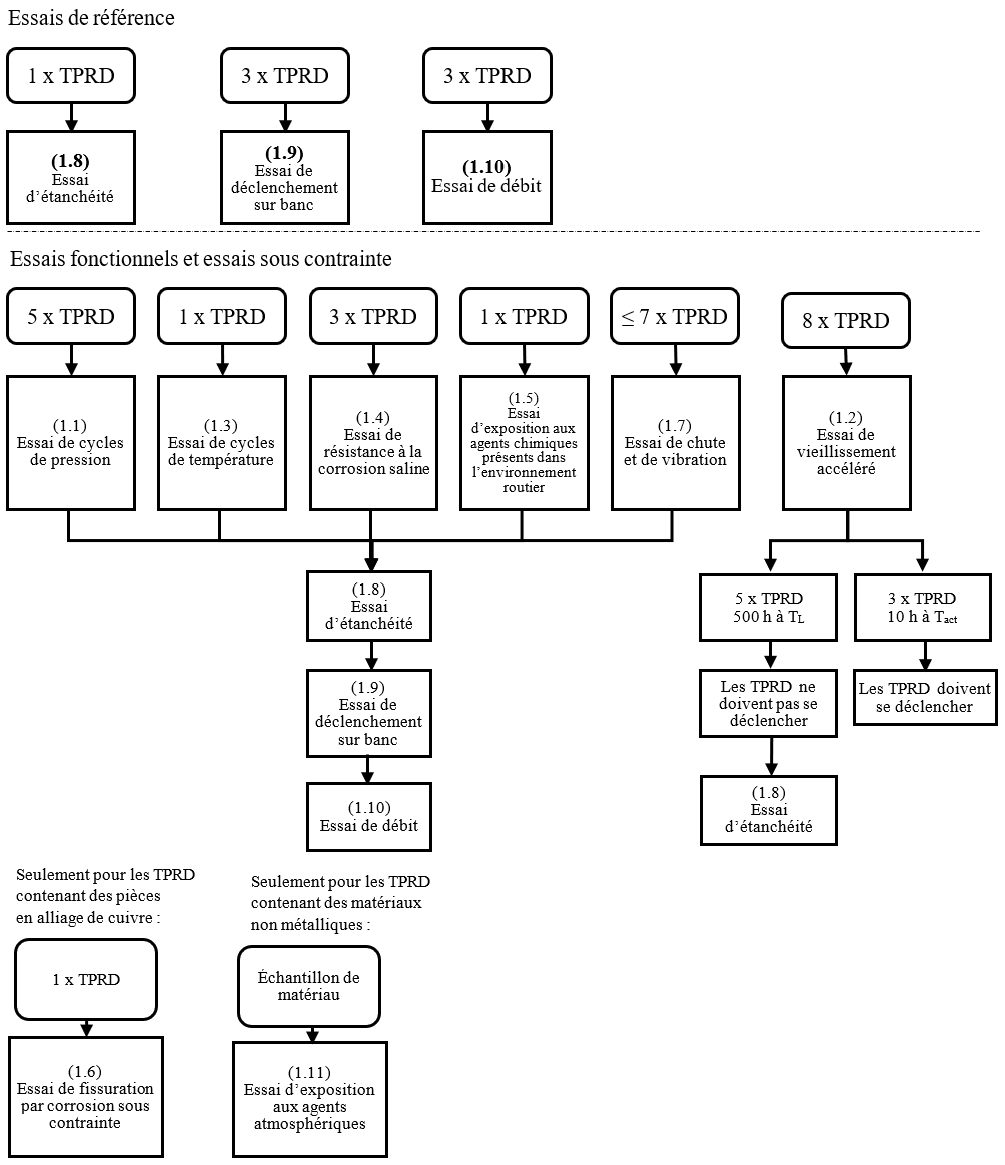 Essais de référence
1 x TPRD
3 x TPRD
3 x TPRD
(1.8)
Essai
d’étanchéité
(1.9)
Essai de
déclenchement
sur banc
(1.10)
Essai de débit
Essais fonctionnels et essais sous contrainte
5 x TPRD
1 x TPRD
3 x TPRD
1 x TPRD
≤ 7 x TPRD
8 x TPRD
(1.1)
Essai de cycles
de pression
(1.3)
Essai de cycles
de température
(1.4)
Essai de
résistance à la
corrosion saline
(1.5)
Essai
d’exposition aux
agents chimiques
présents dans
l’environnement
routier
(1.7)
Essai de chute
et de vibration
(1.2)
Essai de
vieillissement
accéléré
(1.8)
Essai
d’étanchéité
5 x TPRD
500 h à TL
3 x TPRD
10 h à Tact
(1.9)
Essai de
déclenchement
sur banc
Les TPRD ne
doivent pas se
déclencher
Les TPRD doivent
se déclencher
(1.10)
Essai de débit
(1.8)
Essai
d’étanchéité
Seulement pour les TPRD
contenant des pièces
en alliage de cuivre :
Seulement pour les TPRD
contenant des matériaux
non métalliques :
1 x TPRD
Échantillon de
matériau
(1.6)
Essai de fissuration
par corrosion sous
contrainte
(1.11)
Essai d’exposition
aux agents
atmosphériques